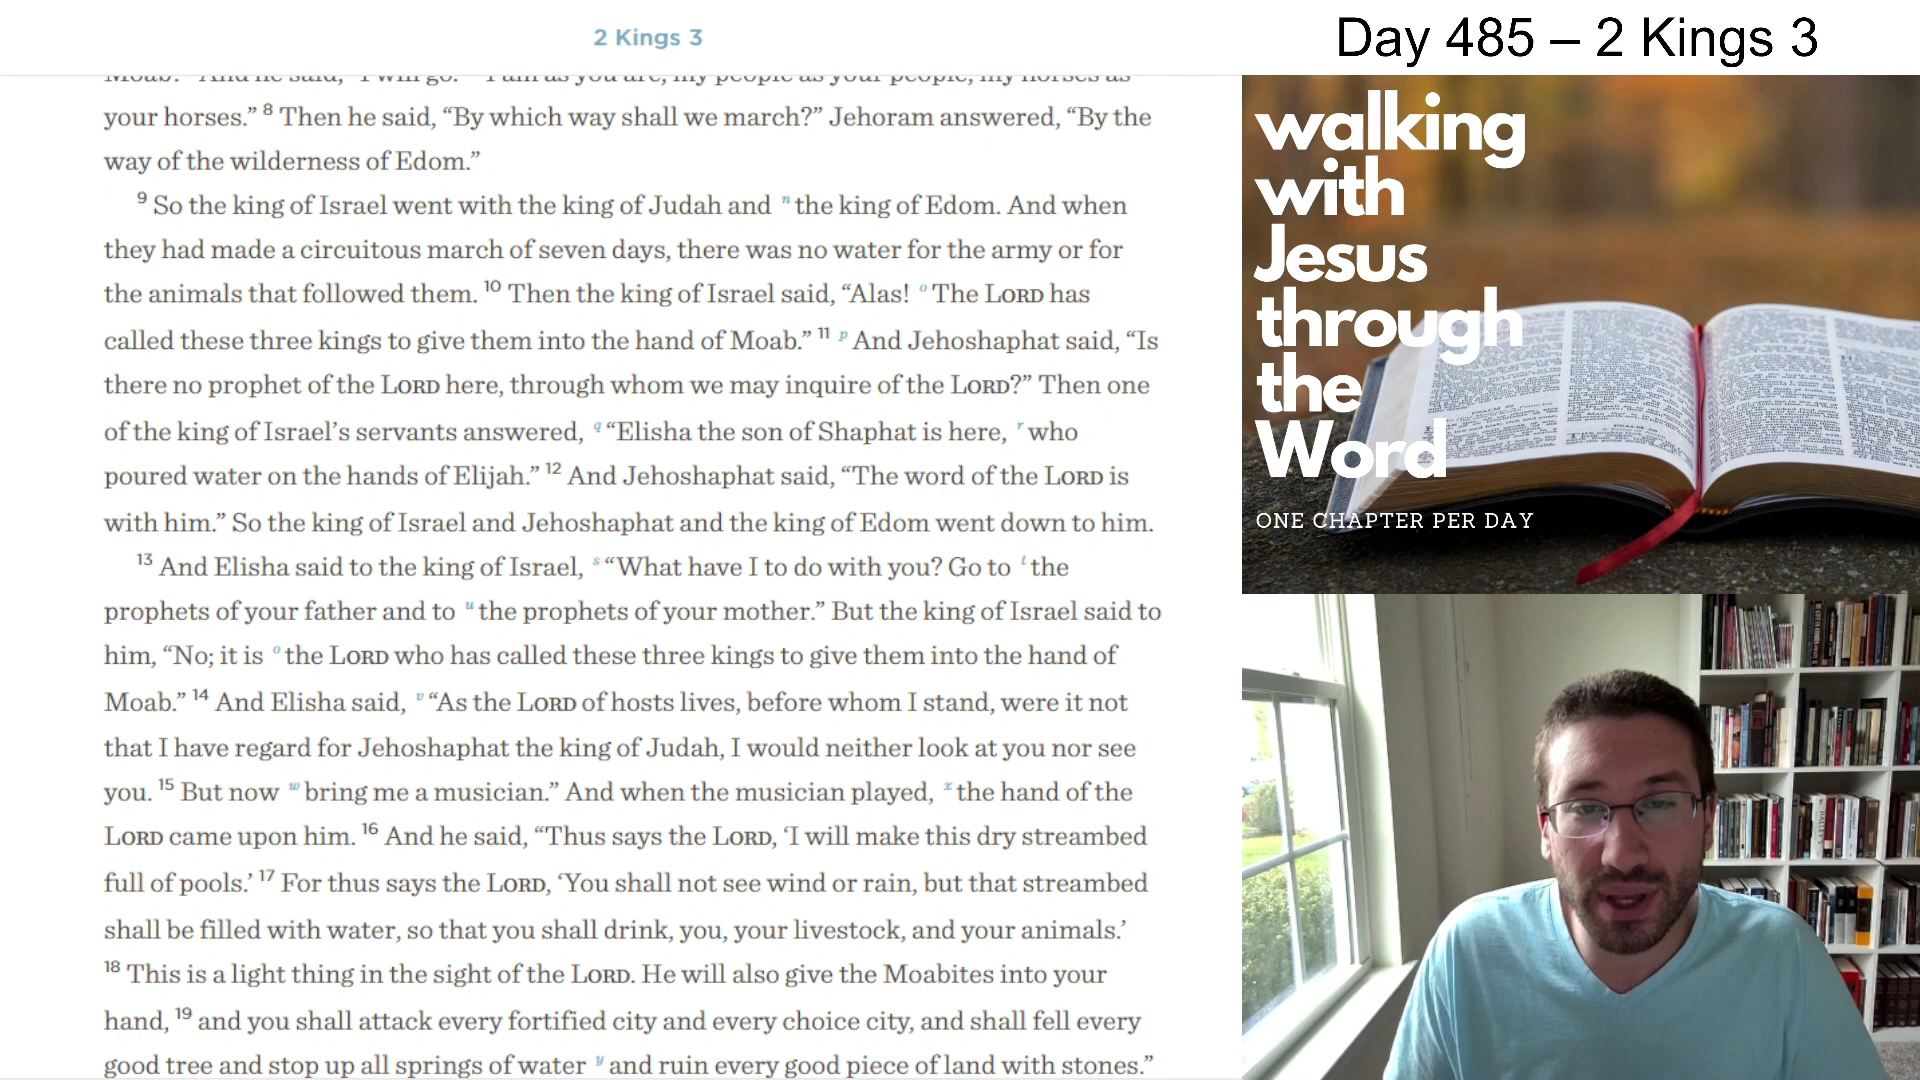 2 Kings 3
Day 485 – 2 Kings 3
Moab?” And he said, “I will go. I am as you are, my people as your people, my horses as
your horses.” 8 Then he said, “By which way shall we march?” Jehoram answered, “By the
way of the wilderness of Edom.”
9 So the king of Israel went with the king of Judah and n the king of Edom. And when
they had made a circuitous march of seven days, there was no water for the army or for
the animals that followed them. 10 Then the king of Israel said, “Alas! o The LORD has
called these three kings to give them into the hand of Moab.” 11 p And Jehoshaphat said, “Is
there no prophet of the LORD here, through whom we may inquire of the LORD?” Then one
of the king of Israel’s servants answered, q “Elisha the son of Shaphat is here, r who
poured water on the hands of Elijah.” 12 And Jehoshaphat said, “The word of the LORD is
with him.” So the king of Israel and Jehoshaphat and the king of Edom went down to him.
13 And Elisha said to the king of Israel, s “What have I to do with you? Go to t the
prophets of your father and to u the prophets of your mother.” But the king of Israel said to
him, “No; it is o the LORD who has called these three kings to give them into the hand of
Moab.” 14 And Elisha said, v “As the LORD of hosts lives, before whom I stand, were it not
that I have regard for Jehoshaphat the king of Judah, I would neither look at you nor see
you. 15 But now w bring me a musician.” And when the musician played, x the hand of the
LORD came upon him. 16 And he said, “Thus says the LORD, ‘I will make this dry streambed
full of pools.’ 17 For thus says the LORD, ‘You shall not see wind or rain, but that streambed
shall be filled with water, so that you shall drink, you, your livestock, and your animals.’
18 This is a light thing in the sight of the LORD. He will also give the Moabites into your
hand, 19 and you shall attack every fortified city and every choice city, and shall fell every
good tree and stop up all springs of water y and ruin every good piece of land with stones.”
walking
with
Jesus
through
the
Word
ONE CHAPTER PER DAY